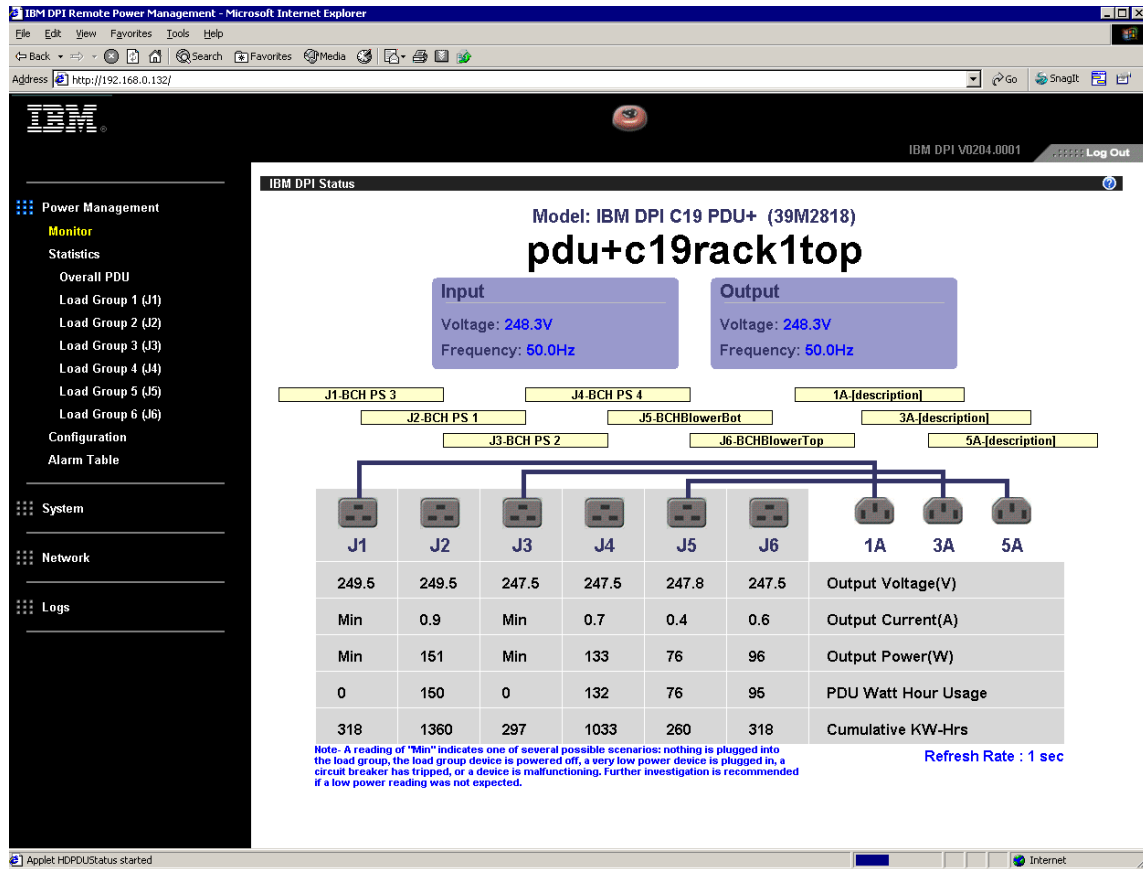 IBM DPI Remote Power Management - Microsoft Internet Explorer
File Edit View Favorites Tools Help
Back Search Favorites Media
Address http://192.168.0.132/ Go SnagIt
IBM
IBM DPI V0204.0001 Log Out
IBM DPI Status
Power Management
Monitor
Statistics
Overall PDU
Load Group 1 (J1)
Load Group 2 (J2)
Load Group 3 (J3)
Load Group 4 (J4)
Load Group 5 (J5)
Load Group 6 (J6)
Configuration
Alarm Table
System
Network
Logs
Model: IBM DPI C19 PDU+ (39M2818)
pdu+c19rack1top
Input
Voltage: 248.3V
Frequency: 50.0Hz
Output
Voltage: 248.3V
Frequency: 50.0Hz
J1-BCH PS 3 J4-BCH PS 4 1A-[description]
J2-BCH PS 1 J5-BCHBlowerBot 3A-[description]
J3-BCH PS 2 J6-BCHBlowerTop 5A-[description]
J1 J2 J3 J4 J5 J6 1A 3A 5A
249.5 249.5 247.5 247.5 247.8 247.5 Output Voltage(V)
Min 0.9 Min 0.7 0.4 0.6 Output Current(A)
Min 151 Min 133 76 96 Output Power(W)
0 150 0 132 76 95 PDU Watt Hour Usage
318 1360 297 1033 260 318 Cumulative KW-Hrs
Note- A reading of "Min" indicates one of several possible scenarios: nothing is plugged into
the load group, the load group device is powered off, a very low power device is plugged in, a
circuit breaker has tripped, or a device is malfunctioning. Further investigation is recommended
if a low power reading was not expected.
Refresh Rate : 1 sec
Applet HDPDUStatus started Internet